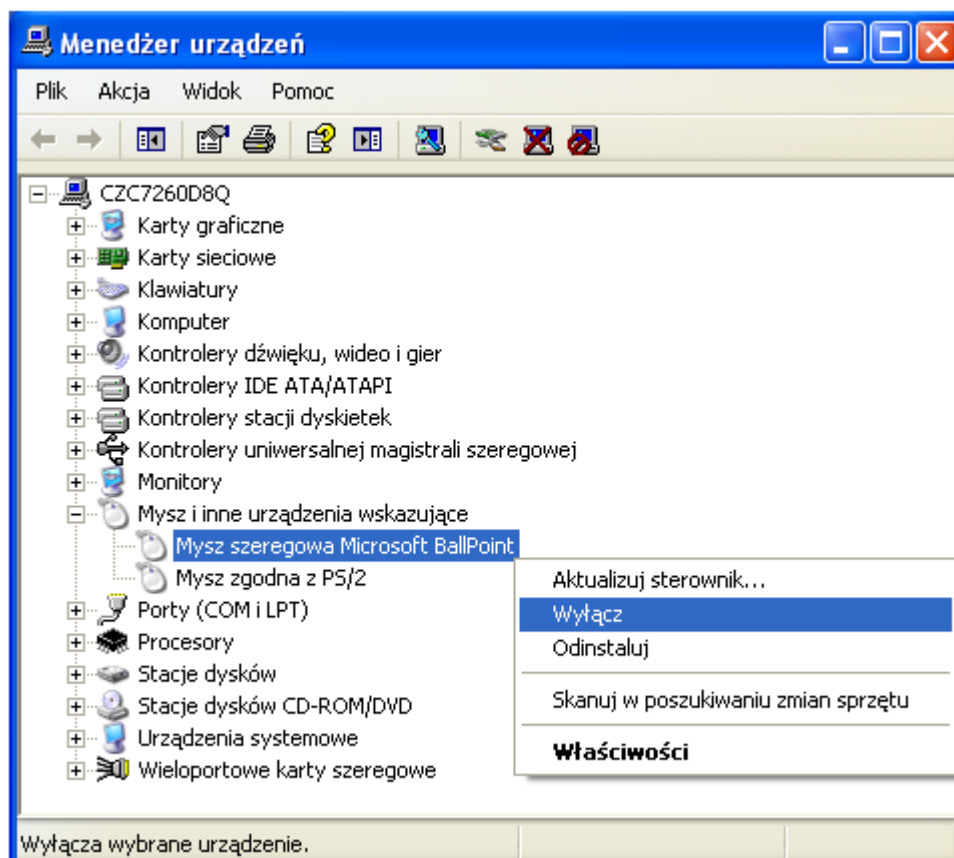 Menedżer urządzeń
Plik Akcja Widok Pomoc
CZC7260D8Q
Karty graficzne
Karty sieciowe
Klawiatury
Komputer
Kontrolery dźwięku, wideo i gier
Kontrolery IDE ATA/ATAPI
Kontrolery stacji dyskietek
Kontrolery uniwersalnej magistrali szeregowej
Monitory
Mysz i inne urządzenia wskazujące
Mysz szeregowa Microsoft BallPoint
Mysz zgodna z PS/2
Porty (COM i LPT)
Procesory
Stacje dysków
Stacje dysków CD-ROM/DVD
Urządzenia systemowe
Wieloportowe karty szeregowe
Aktualizuj sterownik...
Wyłącz
Odinstaluj
Skanuj w poszukiwaniu zmian sprzętu
Właściwości
Wyłącza wybrane urządzenie.